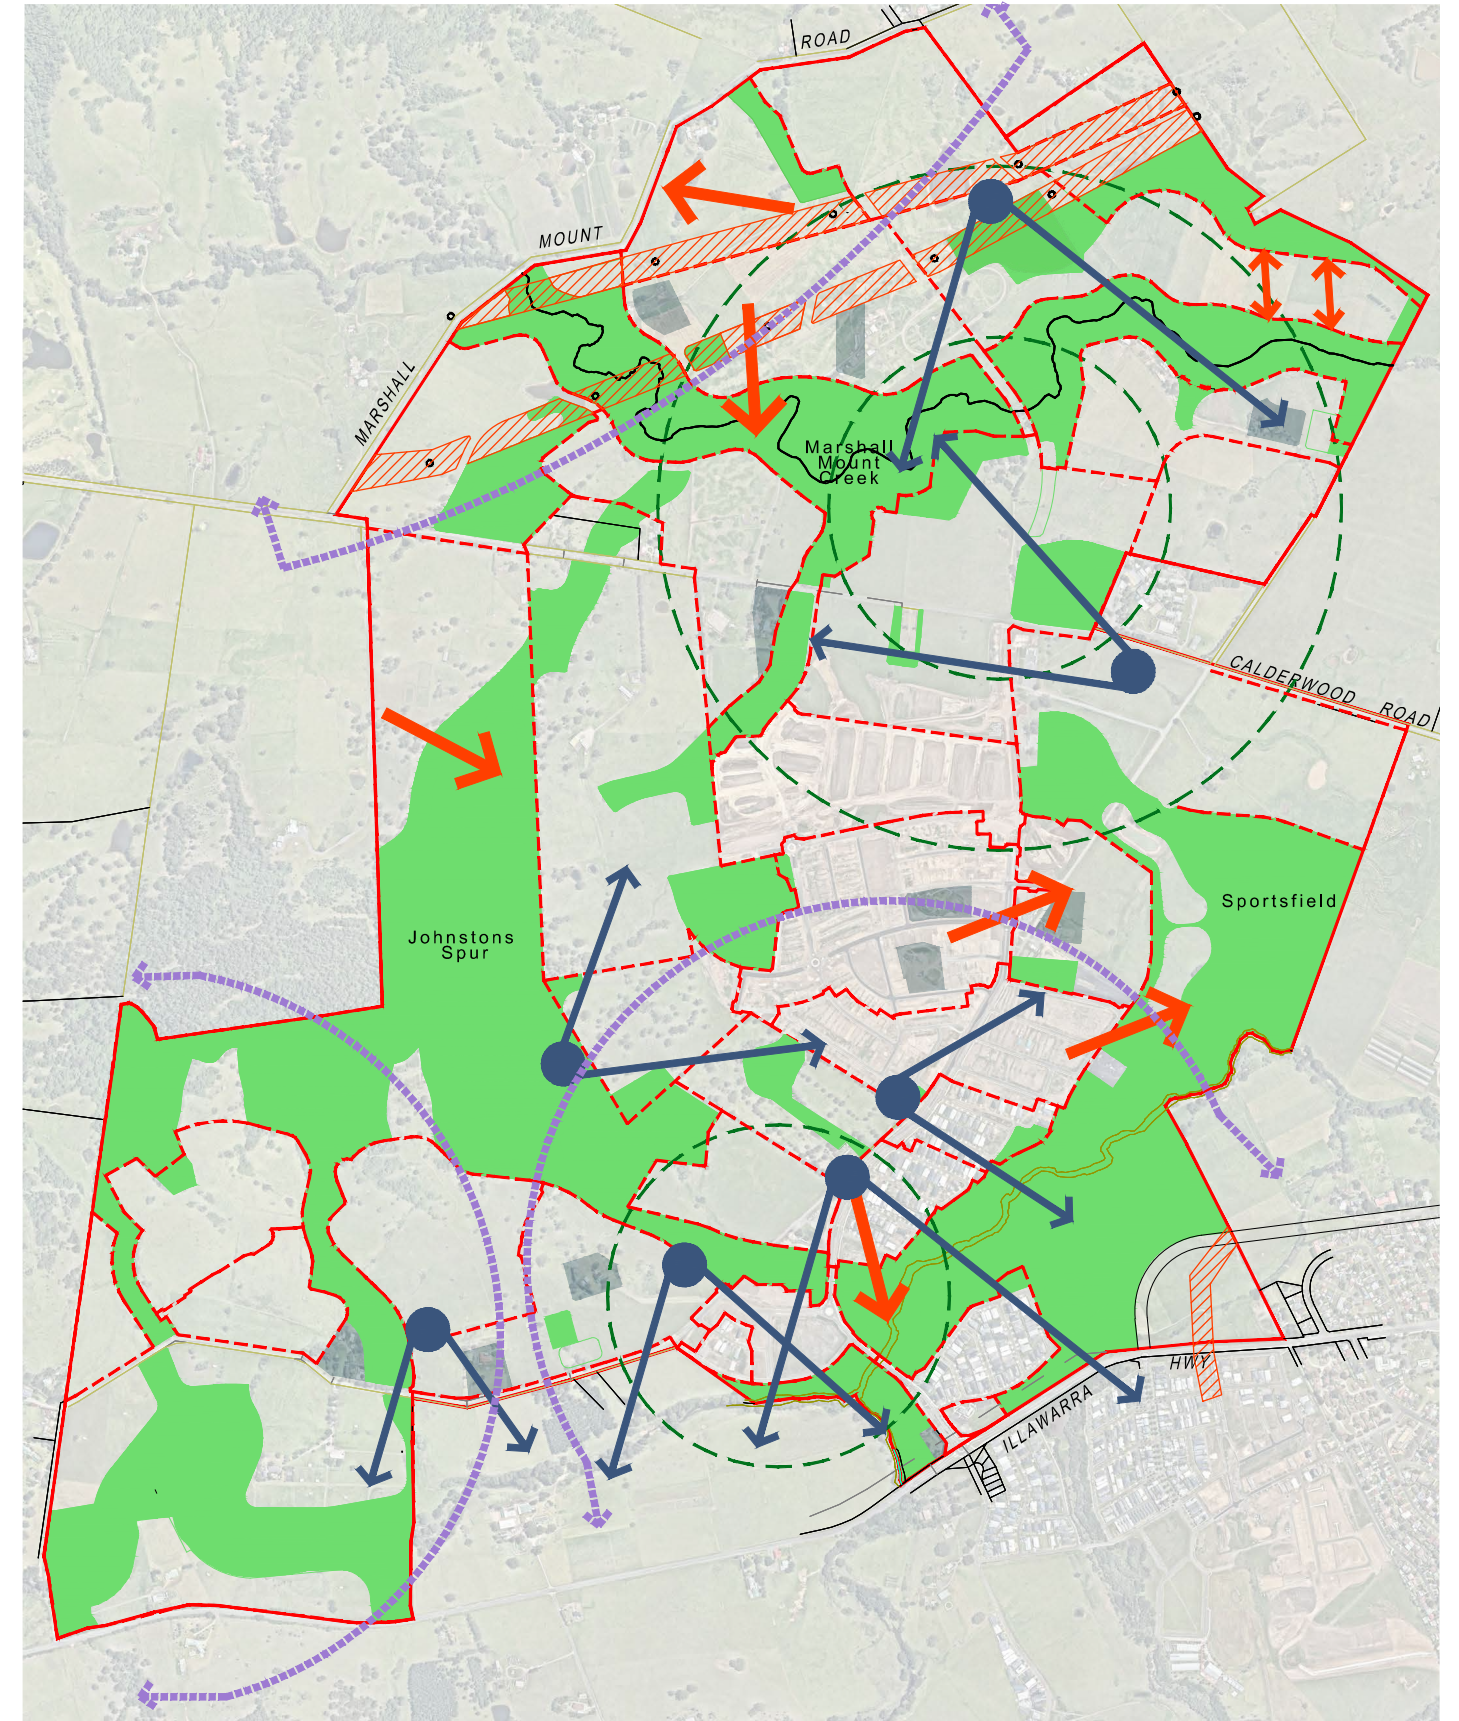 ROAD
MOUNT
MARSHALL
Marshall
Mount
Creek
CALDERWOOD ROAD
Sportsfield
Johnstons
Spur
HWY
ILLAWARRA